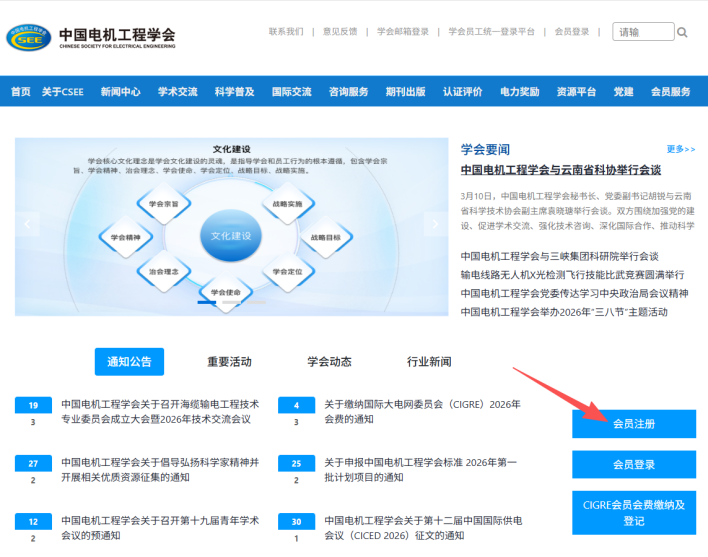 中国电机工程学会
CSEE
中国电机工程学会
CHINESE SOCIETY FOR ELECTRICAL ENGINEERING
联系我们 | 意见反馈 | 学会邮箱登录 | 学会员工统一登录平台 | 会员登录 |
请输
首页 关于CSEE 新闻中心 学术交流 科学普及 国际交流 咨询服务 期刊出版 认证评价 电力奖励 资源平台 党建 会员服务
文化建设
学会核心文化理念是学会文化建设的灵魂，是指导学会和员工行为的根本遵循，包含学会宗
旨、学会精神、治会理念、学会使命、学会定位、战略目标、战略实施。
学会宗旨
战略实施
学会精神
文化建设
战略目标
治会理念
学会定位
学会使命
学会要闻
更多>>
中国电机工程学会与云南省科协举行会谈
3月10日，中国电机工程学会秘书长、党委副书记胡锐与云南
省科学技术协会副主席袁晓瑭举行会谈。双方围绕加强党的建
设、促进学术交流、强化技术咨询、深化国际合作、推动科学
中国电机工程学会与三峡集团科研院举行会谈
输电线路无人机X光检测飞行技能比武竞赛圆满举行
中国电机工程学会党委传达学习中央政治局会议精神
中国电机工程学会举办2026年“三八节”主题活动
通知公告 重要活动 学会动态 行业新闻
19
3
中国电机工程学会关于召开海缆输电工程技术
专业委员会成立大会暨2026年技术交流会议
4
3
关于缴纳国际大电网委员会（CIGRE）2026年
会费的通知
27
2
中国电机工程学会关于倡导弘扬科学家精神并
开展相关优质资源征集的通知
25
2
关于申报中国电机工程学会标准 2026年第一
批计划项目的通知
12
2
中国电机工程学会关于召开第十九届青年学术
会议的预通知
30
1
中国电机工程学会关于第十二届中国国际供电
会议（CICED 2026）征文的通知
会员注册
会员登录
CIGRE会员会费缴纳及
登记